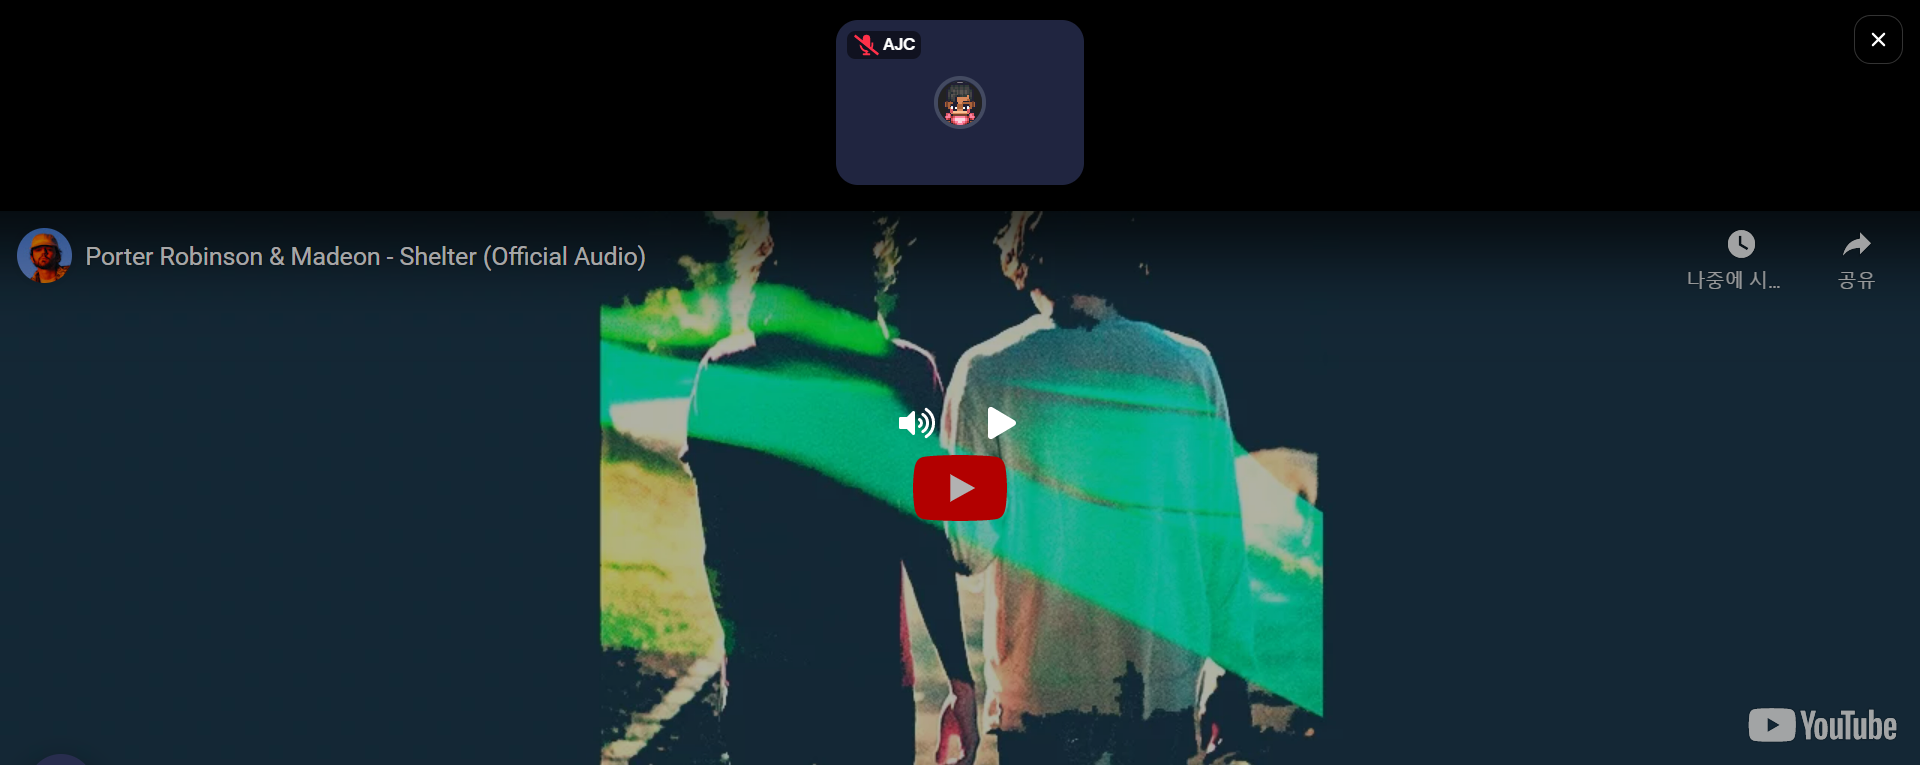 AJC
Porter Robinson & Madeon - Shelter (Official Audio)
나중에 시...
공유
YouTube